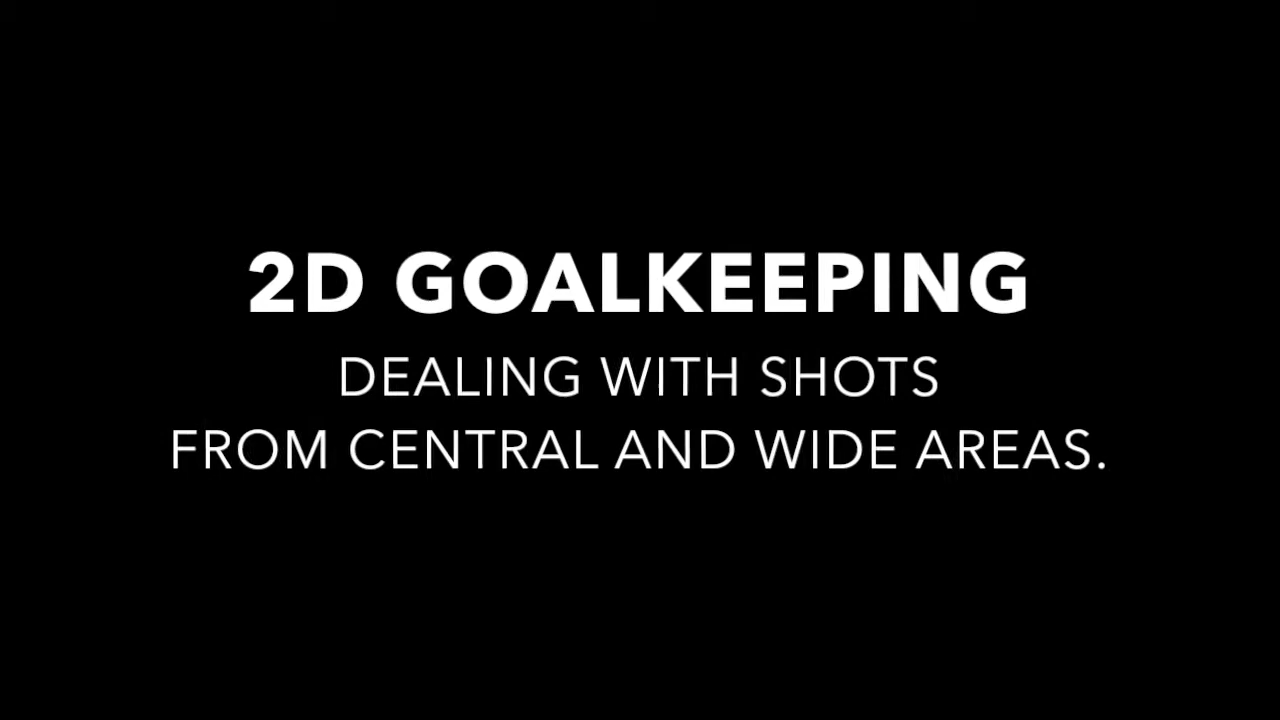 2D GOALKEEPING
DEALING WITH SHOTS
FROM CENTRAL AND WIDE AREAS.